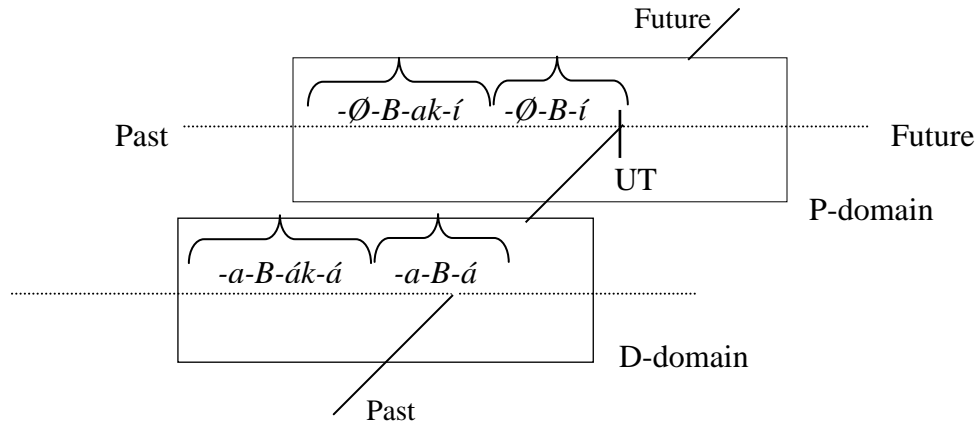 Future
-Ø-B-ak-í -Ø-B-í
Past Future
UT
P-domain
-a-B-ák-á -a-B-á
D-domain
Past